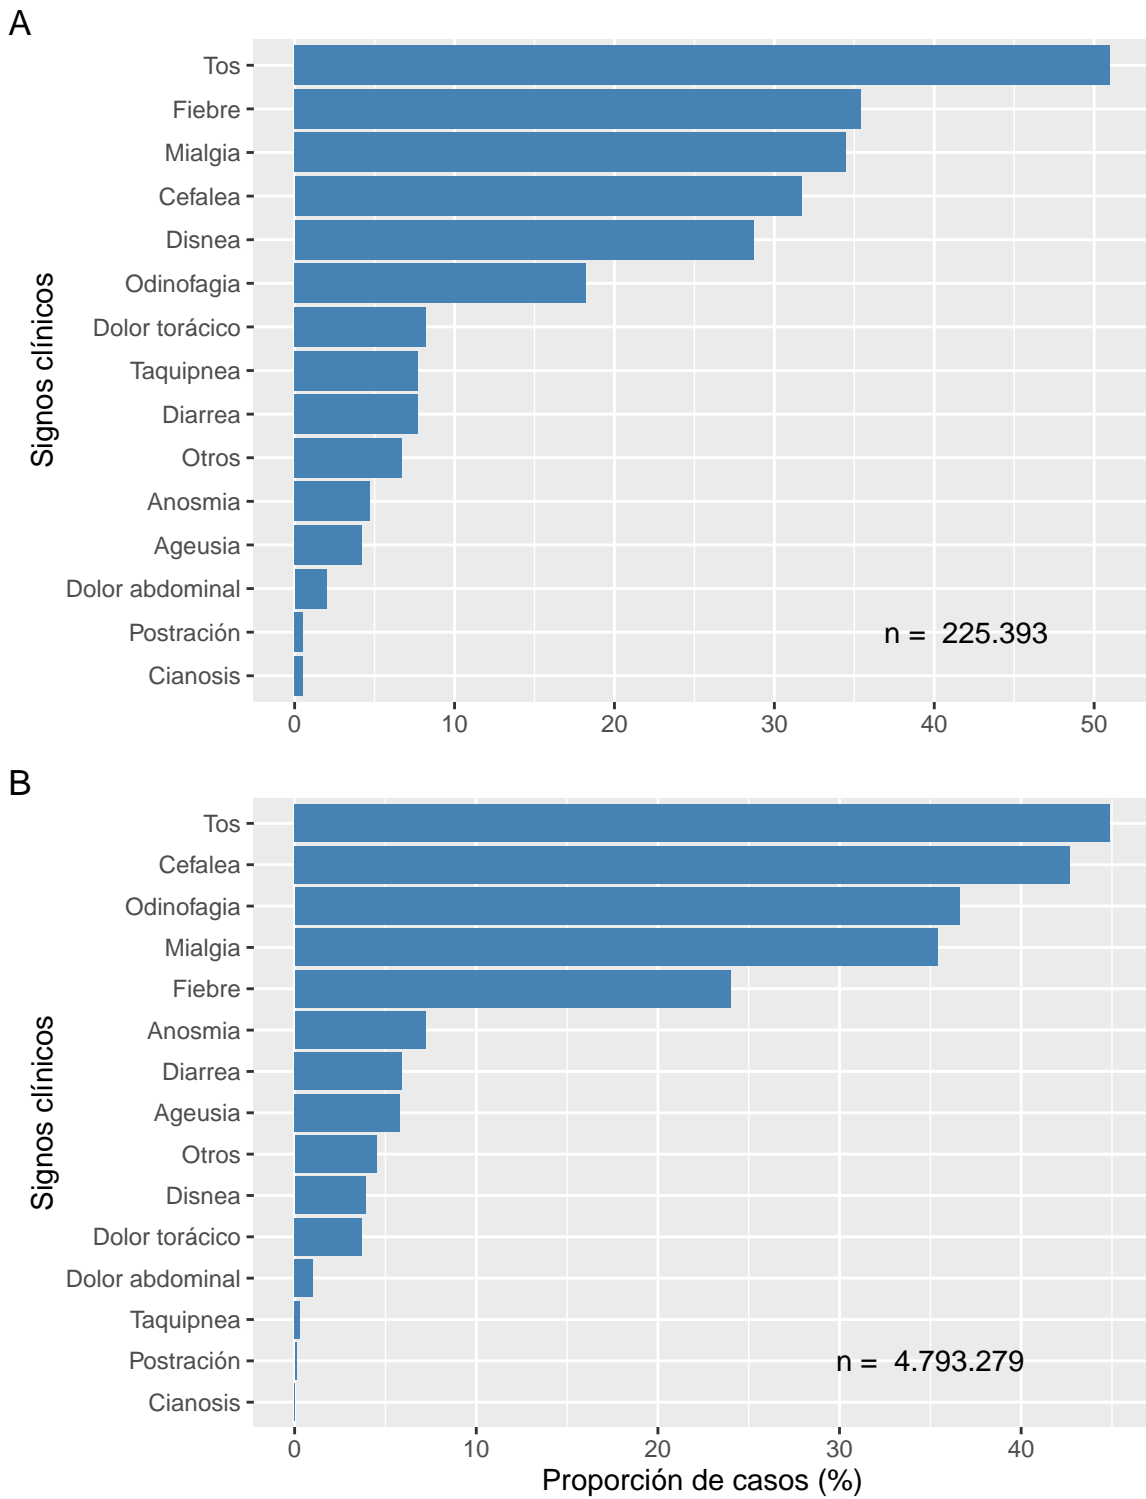 A
Tos
Fiebre
Mialgia
Cefalea
Disnea
Odinofagia
Dolor torácico
Taquipnea
Diarrea
Otros
Anosmia
Ageusia
Dolor abdominal
Postración
Cianosis
Signos clínicos
n =  225.393
0 10 20 30 40 50
B
Tos
Cefalea
Odinofagia
Mialgia
Fiebre
Anosmia
Diarrea
Ageusia
Otros
Disnea
Dolor torácico
Dolor abdominal
Taquipnea
Postración
Cianosis
Signos clínicos
n =  4.793.279
0 10 20 30 40
Proporción de casos (%)